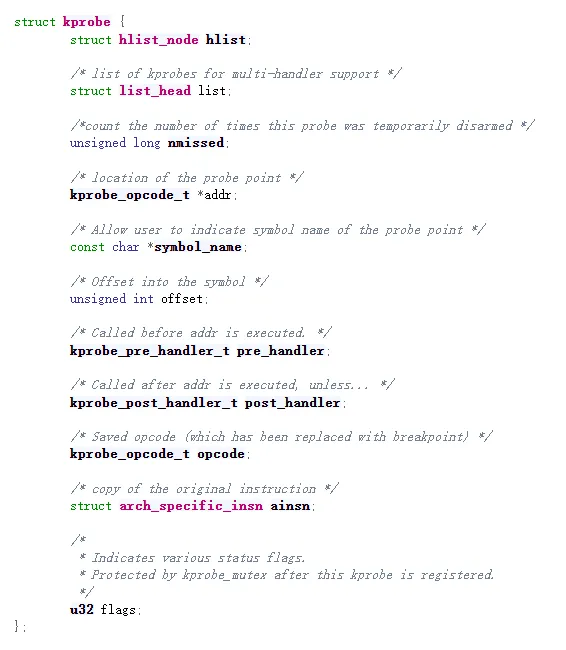 struct kprobe {
struct hlist_node hlist;
/* list of kprobes for multi-handler support */
struct list_head list;
/*count the number of times this probe was temporarily disarmed */
unsigned long nmissed;
/* location of the probe point */
kprobe_opcode_t *addr;
/* Allow user to indicate symbol name of the probe point */
const char *symbol_name;
/* Offset into the symbol */
unsigned int offset;
/* Called before addr is executed. */
kprobe_pre_handler_t pre_handler;
/* Called after addr is executed, unless... */
kprobe_post_handler_t post_handler;
/* Saved opcode (which has been replaced with breakpoint) */
kprobe_opcode_t opcode;
/* copy of the original instruction */
struct arch_specific_insn ainsn;
/*
* Indicates various status flags.
* Protected by kprobe_mutex after this kprobe is registered.
*/
u32 flags;
};